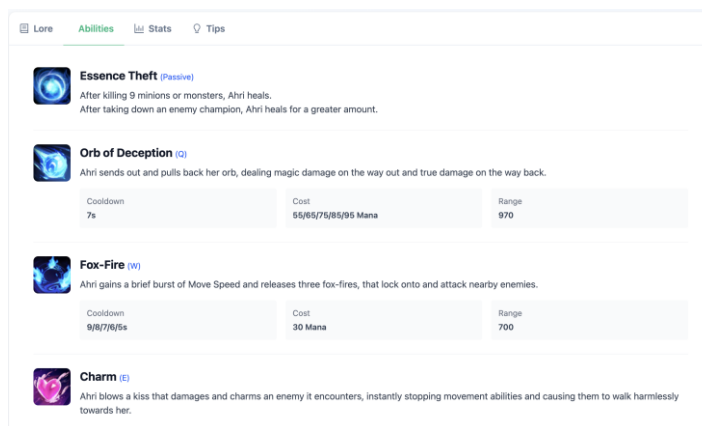 Lore Abilities Stats Tips
Essence Theft (Passive)
After killing 9 minions or monsters, Ahri heals.
After taking down an enemy champion, Ahri heals for a greater amount.
Orb of Deception (Q)
Ahri sends out and pulls back her orb, dealing magic damage on the way out and true damage on the way back.
Cooldown Cost Range
7s 55/65/75/85/95 Mana 970
Fox-Fire (W)
Ahri gains a brief burst of Move Speed and releases three fox-fires, that lock onto and attack nearby enemies.
Cooldown Cost Range
9/8/7/6/5s 30 Mana 700
Charm (E)
Ahri blows a kiss that damages and charms an enemy it encounters, instantly stopping movement abilities and causing them to walk harmlessly
towards her.